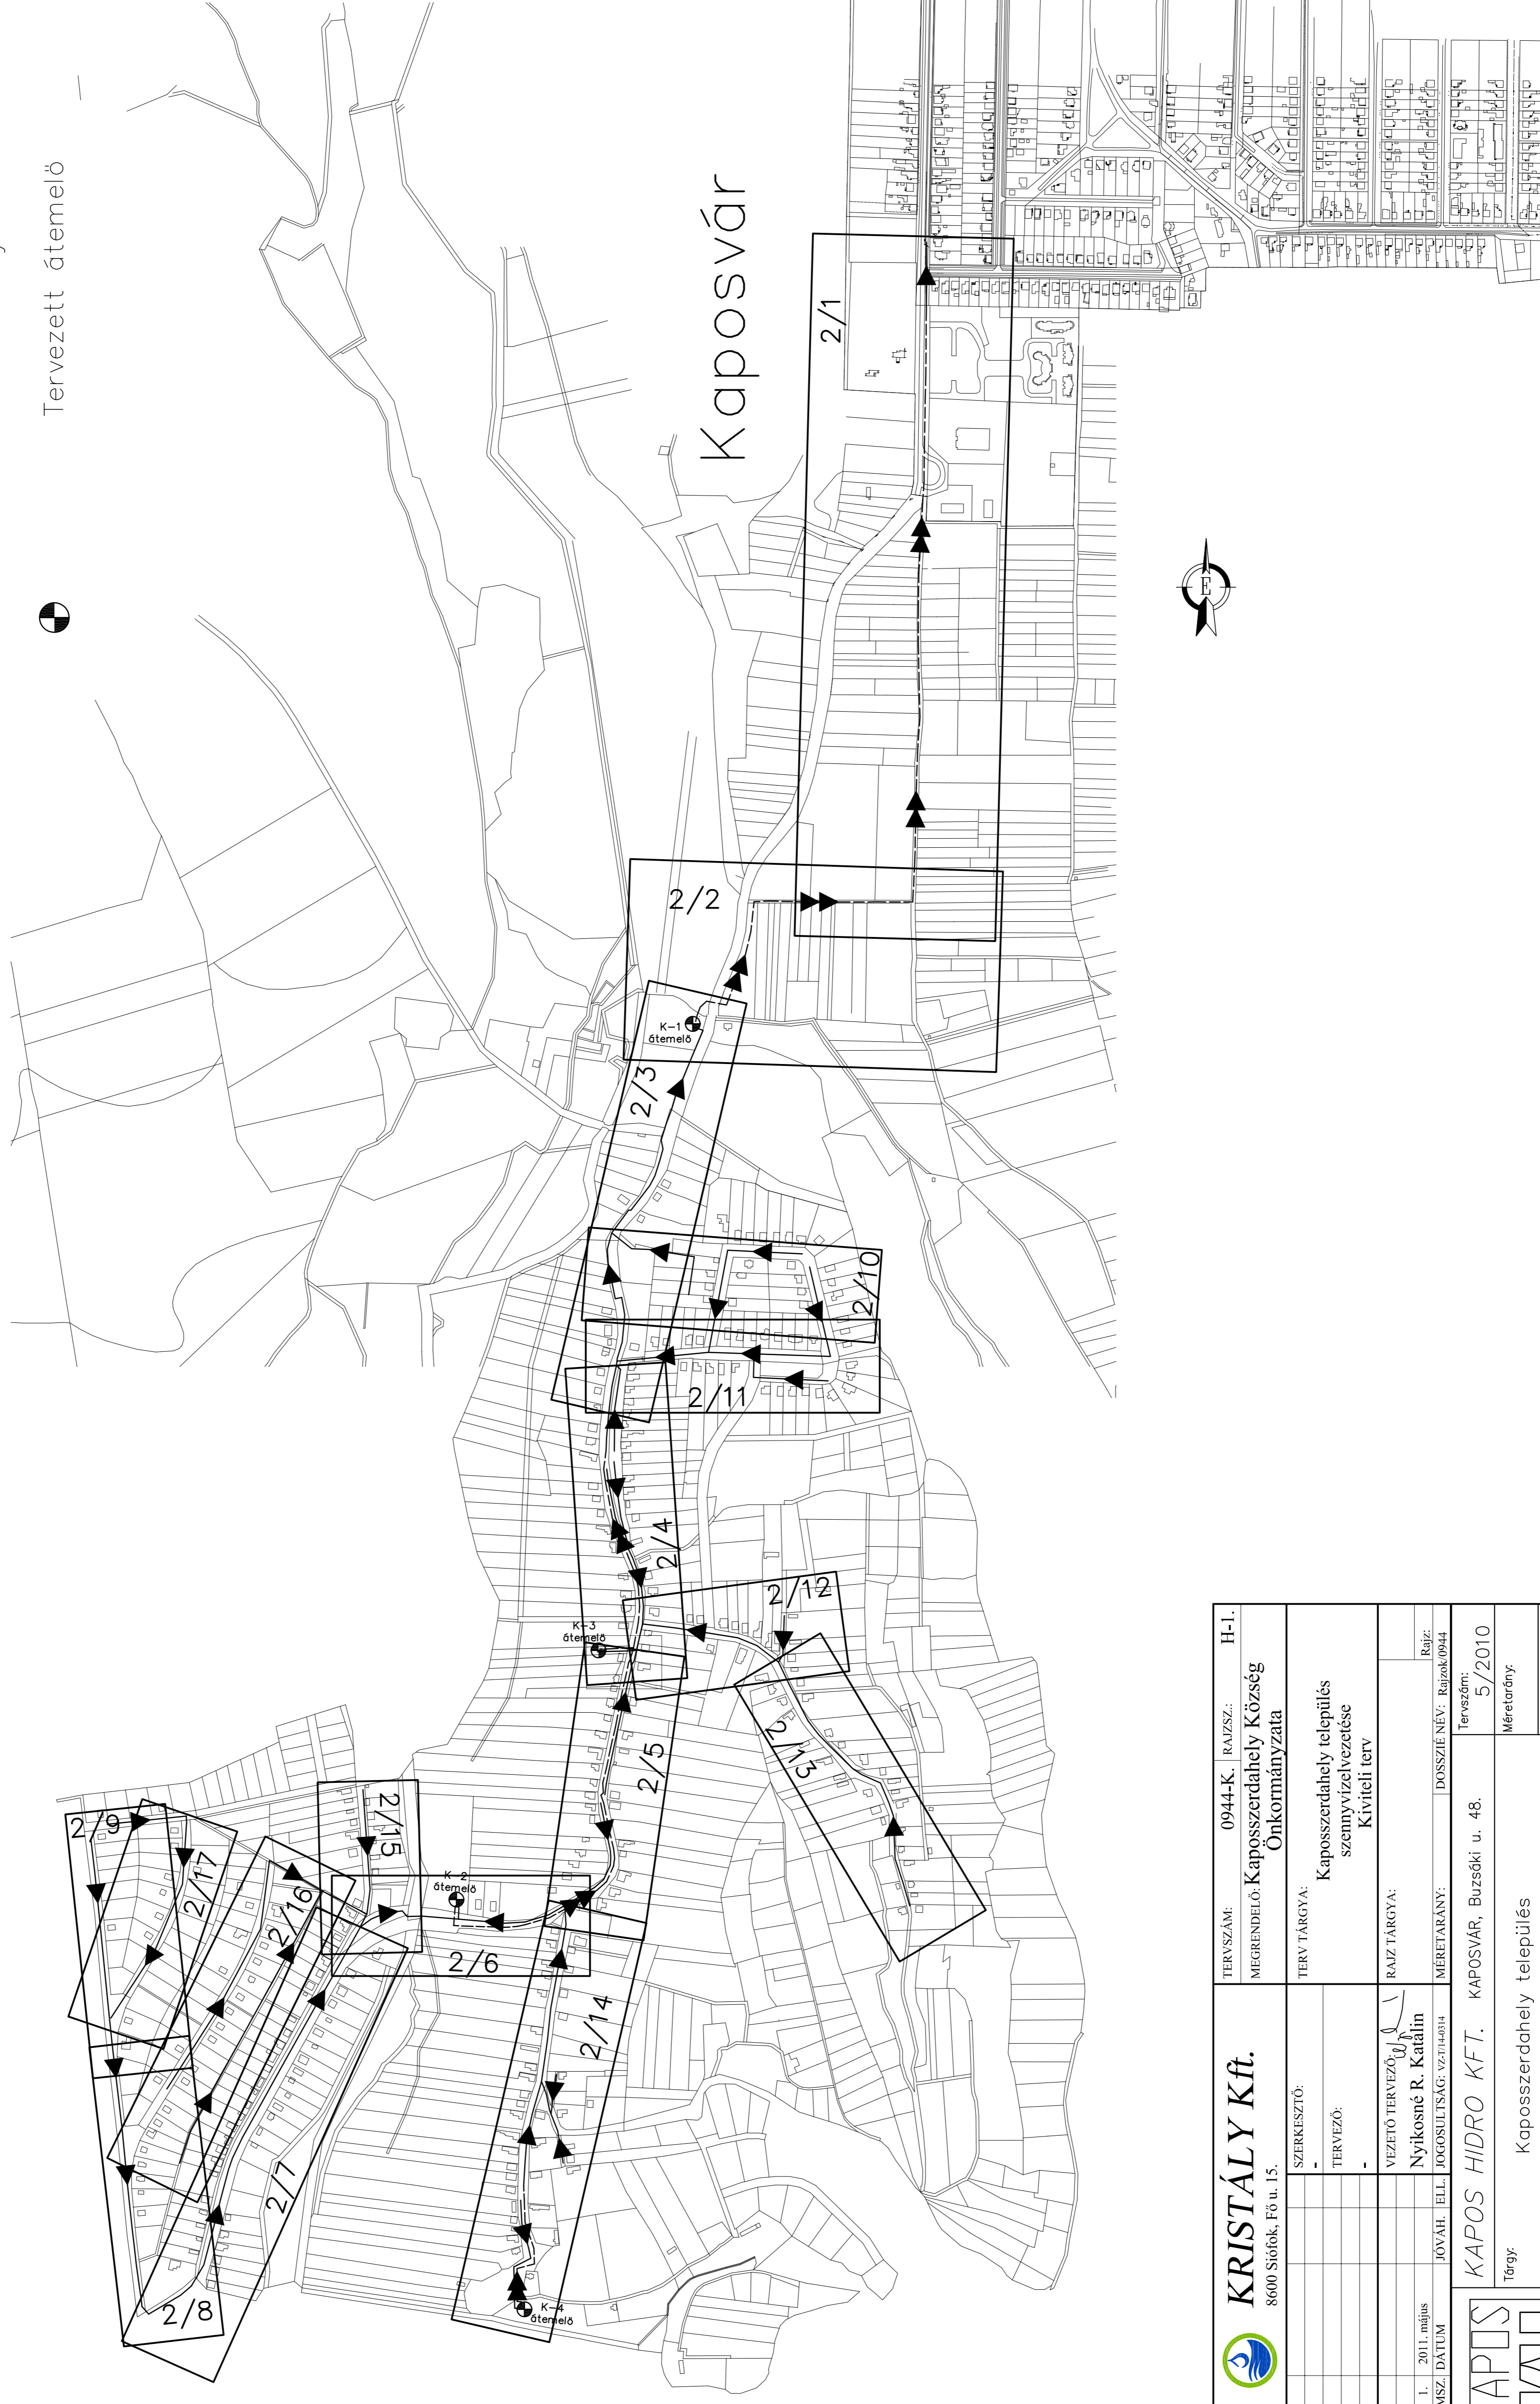 Tervezett átemelő
Kaposvár
2/1
2/2
K-1
átemelő
2/3
2/10
2/11
2/4
2/12
K-3
átemelő
2/13
2/5
2/15
2/9
2/17
2/16
K-2
átemelő
2/6
2/14
2/7
2/8
K-4
átemelő
E
KRISTÁLY Kft.
8600 Siófok, Fő u. 15.
TERVSZÁM: 0944-K. RAJZSZ.: H-1.
MEGRENDELŐ: Kaposszerdahely Község
Önkormányzata
SZERKESZTŐ:
-
TERVEZŐ:
-
TERV TÁRGYA:
Kaposszerdahely település
szennyvízelvezetése
Kiviteli terv
VEZETŐ TERVEZŐ:
Nyikosné R. Katalin
RAJZ TÁRGYA:
Rajz:
1. 2011. május
MSZ. DÁTUM JÓVÁH. ELL. JOGOSULTSÁG: VZ-T/14-0314 MÉRETARÁNY: DOSSZIÉ NÉV: Rajzok/0944
APOS
KAPOS HIDRO KFT. KAPOSVÁR, Buzsáki u. 48.
Tervszám:
5/2010
Tárgy:
Kaposszerdahely település
Méretarány: